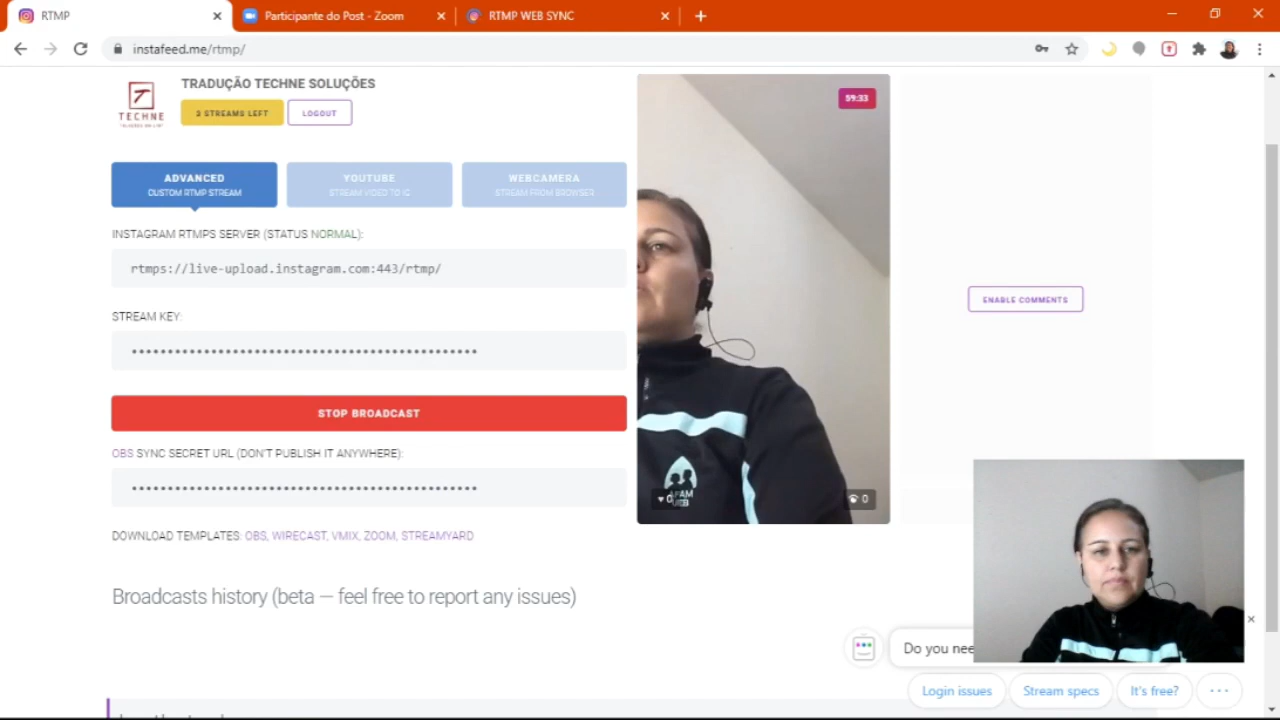 RTMP
Participante do Post - Zoom
RTMP WEB SYNC
instafeed.me/rtmp/
TECHNE
TRADUÇÃO TECHNE SOLUÇÕES
3 STREAMS LEFT
LOGOUT
59:33
ADVANCED
CUSTOM RTMP STREAM
YOUTUBE
STREAM VIDEO TO IG
WEBCAMERA
STREAM FROM BROWSER
INSTAGRAM RTMPS SERVER (STATUS NORMAL):
rtmps://live-upload.instagram.com:443/rtmp/
STREAM KEY:
••••••••••••••••••••••••••••••••••••••••••••••••
ENABLE COMMENTS
STOP BROADCAST
OBS SYNC SECRET URL (DON'T PUBLISH IT ANYWHERE):
••••••••••••••••••••••••••••••••••••••••••••••••
0
0
DOWNLOAD TEMPLATES: OBS, WIRECAST, VMIX, ZOOM, STREAMYARD
Broadcasts history (beta — feel free to report any issues)
Do you nee
Login issues
Stream specs
It's free?